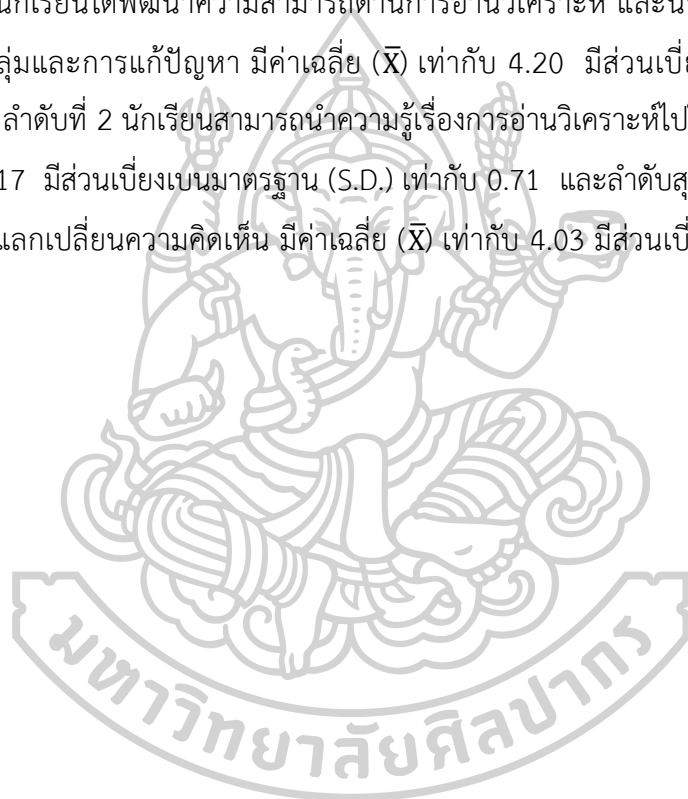 นักเรียนได้พัฒนาความสามารถด้านการอ่านวิเคราะห์ และน
ลุ่มและการแก้ปัญหา มีค่าเฉลี่ย (X̅) เท่ากับ 4.20 มีส่วนเบี่ย
ลำดับที่ 2 นักเรียนสามารถนำความรู้เรื่องการอ่านวิเคราะห์ไป
17 มีส่วนเบี่ยงเบนมาตรฐาน (S.D.) เท่ากับ 0.71 และลำดับสุ
แลกเปลี่ยนความคิดเห็น มีค่าเฉลี่ย (X̅) เท่ากับ 4.03 มีส่วนเบี่
มหาวิทยาลัยศิลปากร